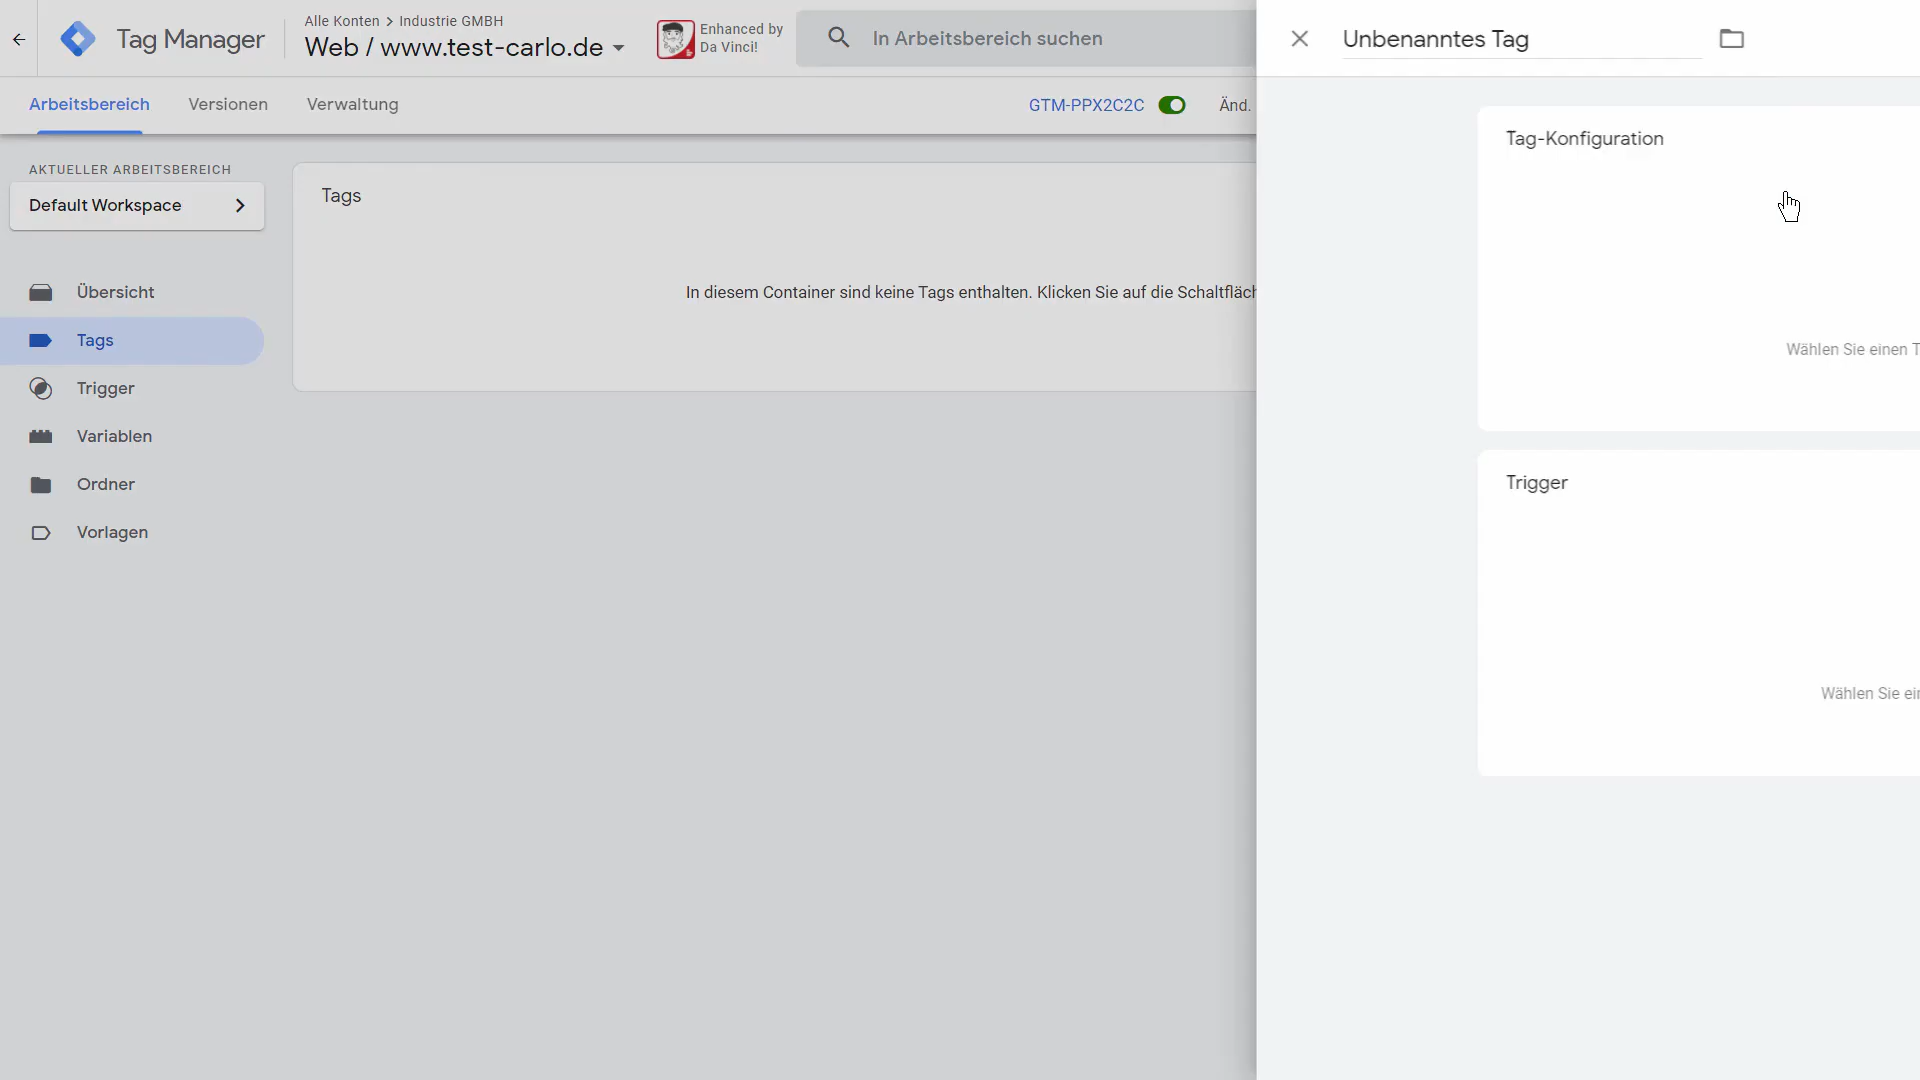 Tag Manager
Alle Konten > Industrie GMBH
Web / www.test-carlo.de
Enhanced by
Da Vinci!
In Arbeitsbereich suchen
Unbenanntes Tag
Arbeitsbereich
Versionen
Verwaltung
GTM-PPX2C2C
Änd.
AKTUELLER ARBEITSBEREICH
Default Workspace
Übersicht
Tags
Trigger
Variablen
Ordner
Vorlagen
Tags
In diesem Container sind keine Tags enthalten. Klicken Sie auf die Schaltfläch
Tag-Konfiguration
Wählen Sie einen T
Trigger
Wählen Sie ein